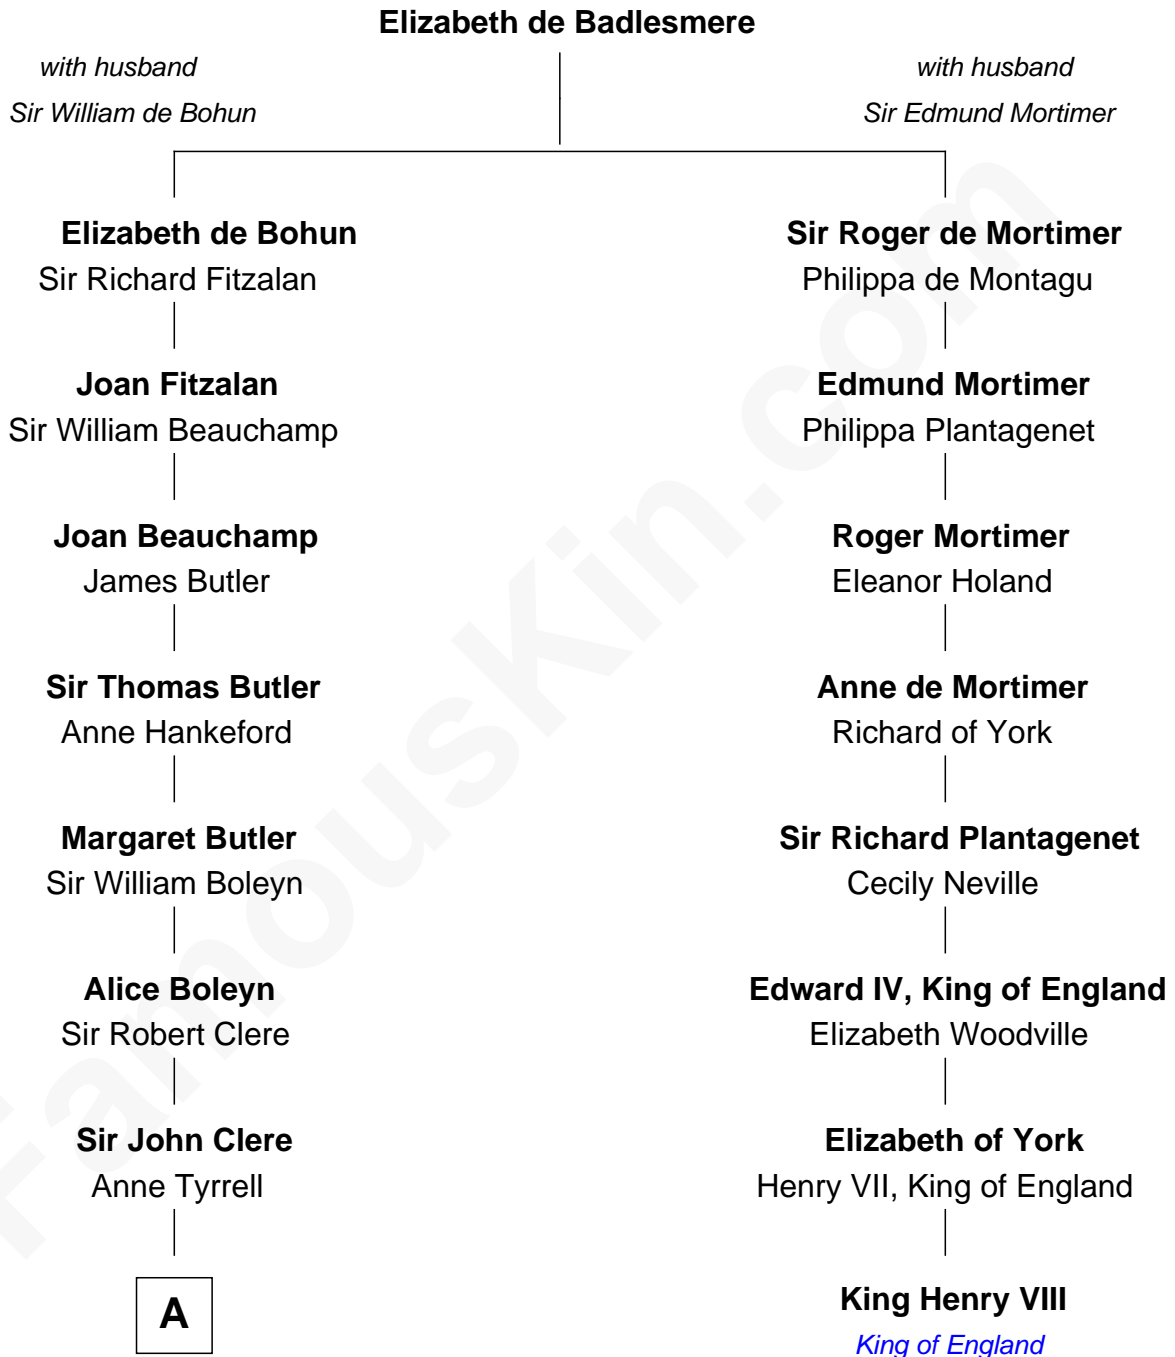 Elizabeth de Badlesmere
with husband
Sir William de Bohun
with husband
Sir Edmund Mortimer
Elizabeth de Bohun
Sir Richard Fitzalan
Sir Roger de Mortimer
Philippa de Montagu
Joan Fitzalan
Sir William Beauchamp
Edmund Mortimer
Philippa Plantagenet
Joan Beauchamp
James Butler
Roger Mortimer
Eleanor Holand
Sir Thomas Butler
Anne Hankeford
Anne de Mortimer
Richard of York
Margaret Butler
Sir William Boleyn
Sir Richard Plantagenet
Cecily Neville
Alice Boleyn
Sir Robert Clere
Edward IV, King of England
Elizabeth Woodville
Sir John Clere
Anne Tyrrell
Elizabeth of York
Henry VII, King of England
A
King Henry VIII
King of England
FamousKin.com